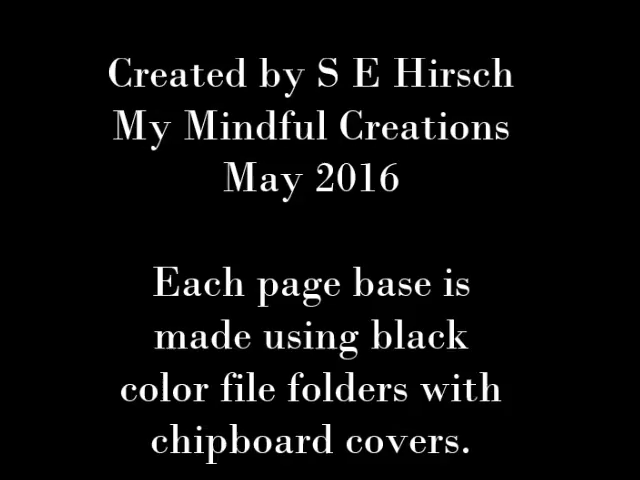 Created by S E Hirsch
My Mindful Creations
May 2016
Each page base is
made using black
color file folders with
chipboard covers.